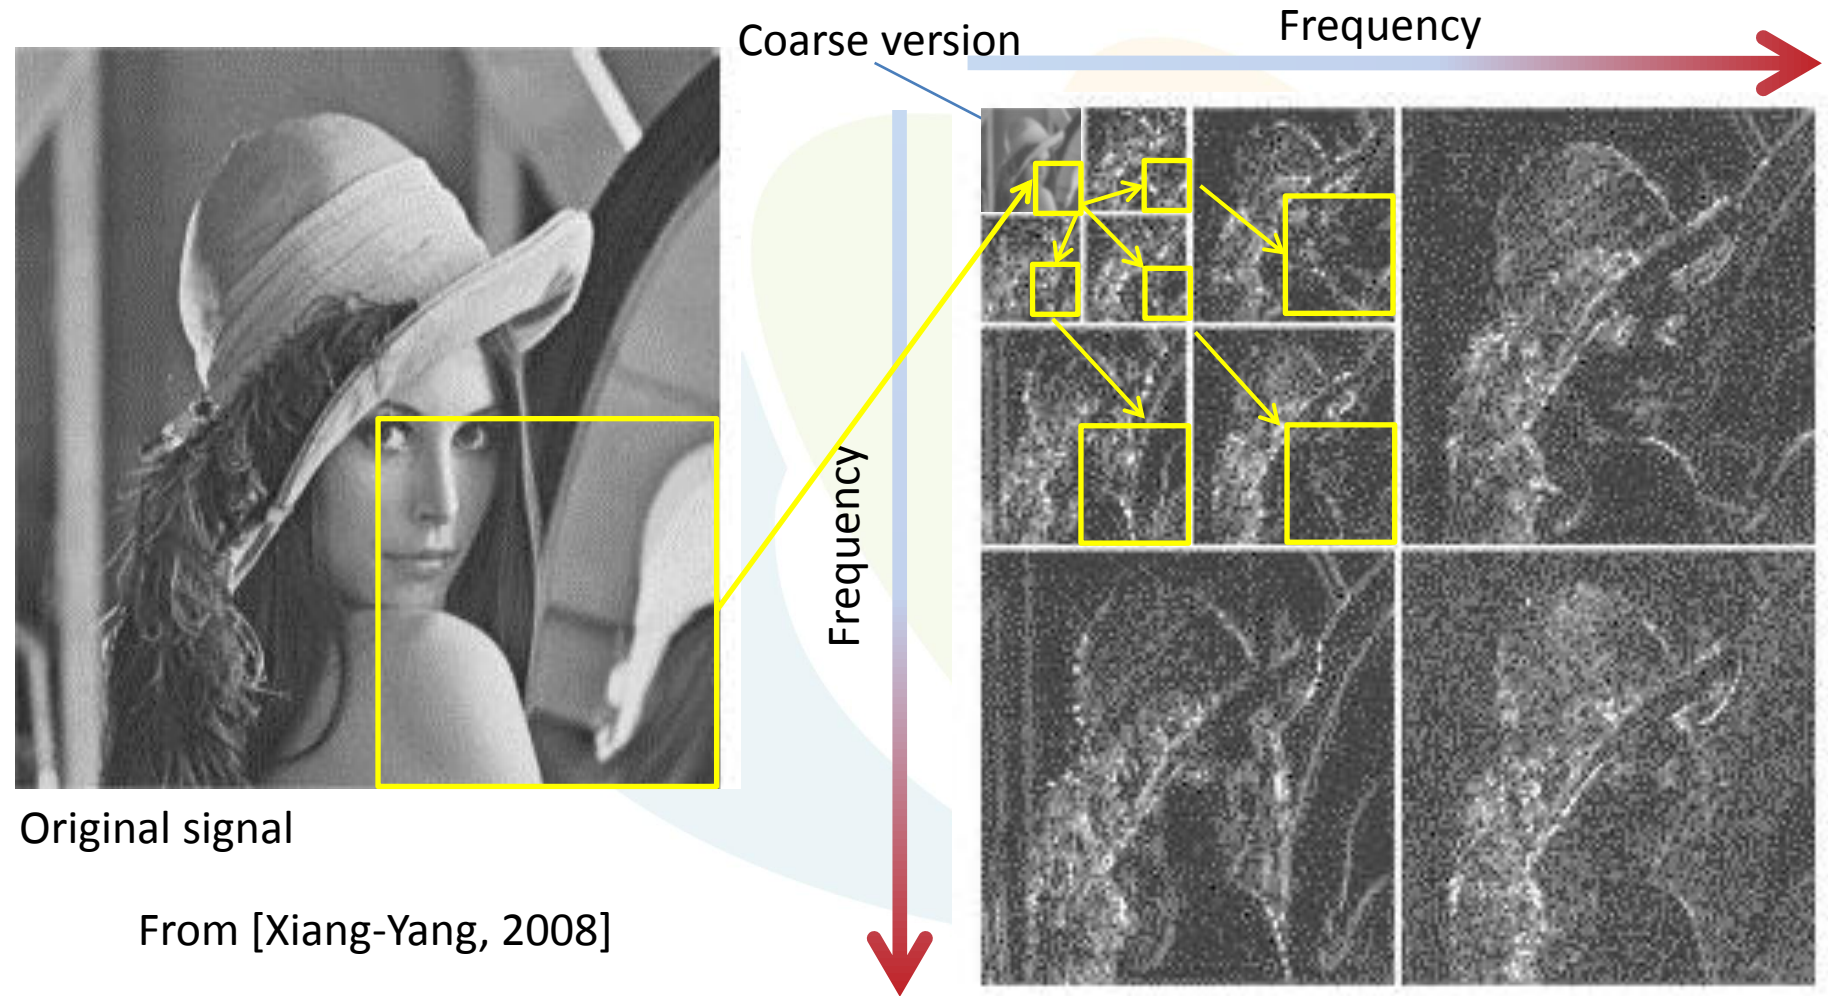 Coarse version
Frequency
Frequency
Original signal
From [Xiang-Yang, 2008]